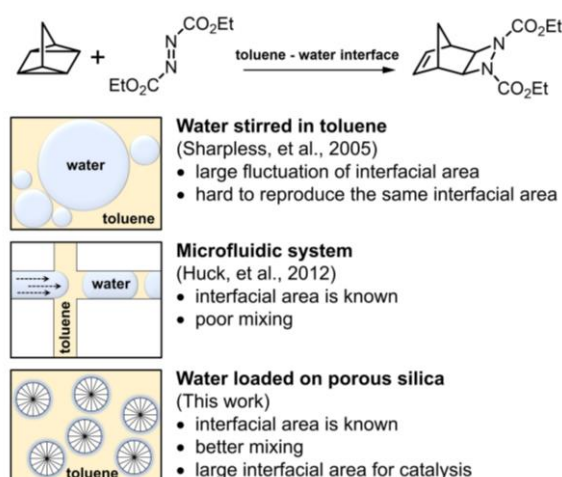 CO₂Et
N
N
EtO₂C
+
toluene - water interface
CO₂Et
N
N
CO₂Et
water
toluene
Water stirred in toluene
(Sharpless, et al., 2005)
• large fluctuation of interfacial area
• hard to reproduce the same interfacial area
water
toluene
Microfluidic system
(Huck, et al., 2012)
• interfacial area is known
• poor mixing
toluene
Water loaded on porous silica
(This work)
• interfacial area is known
• better mixing
• large interfacial area for catalysis